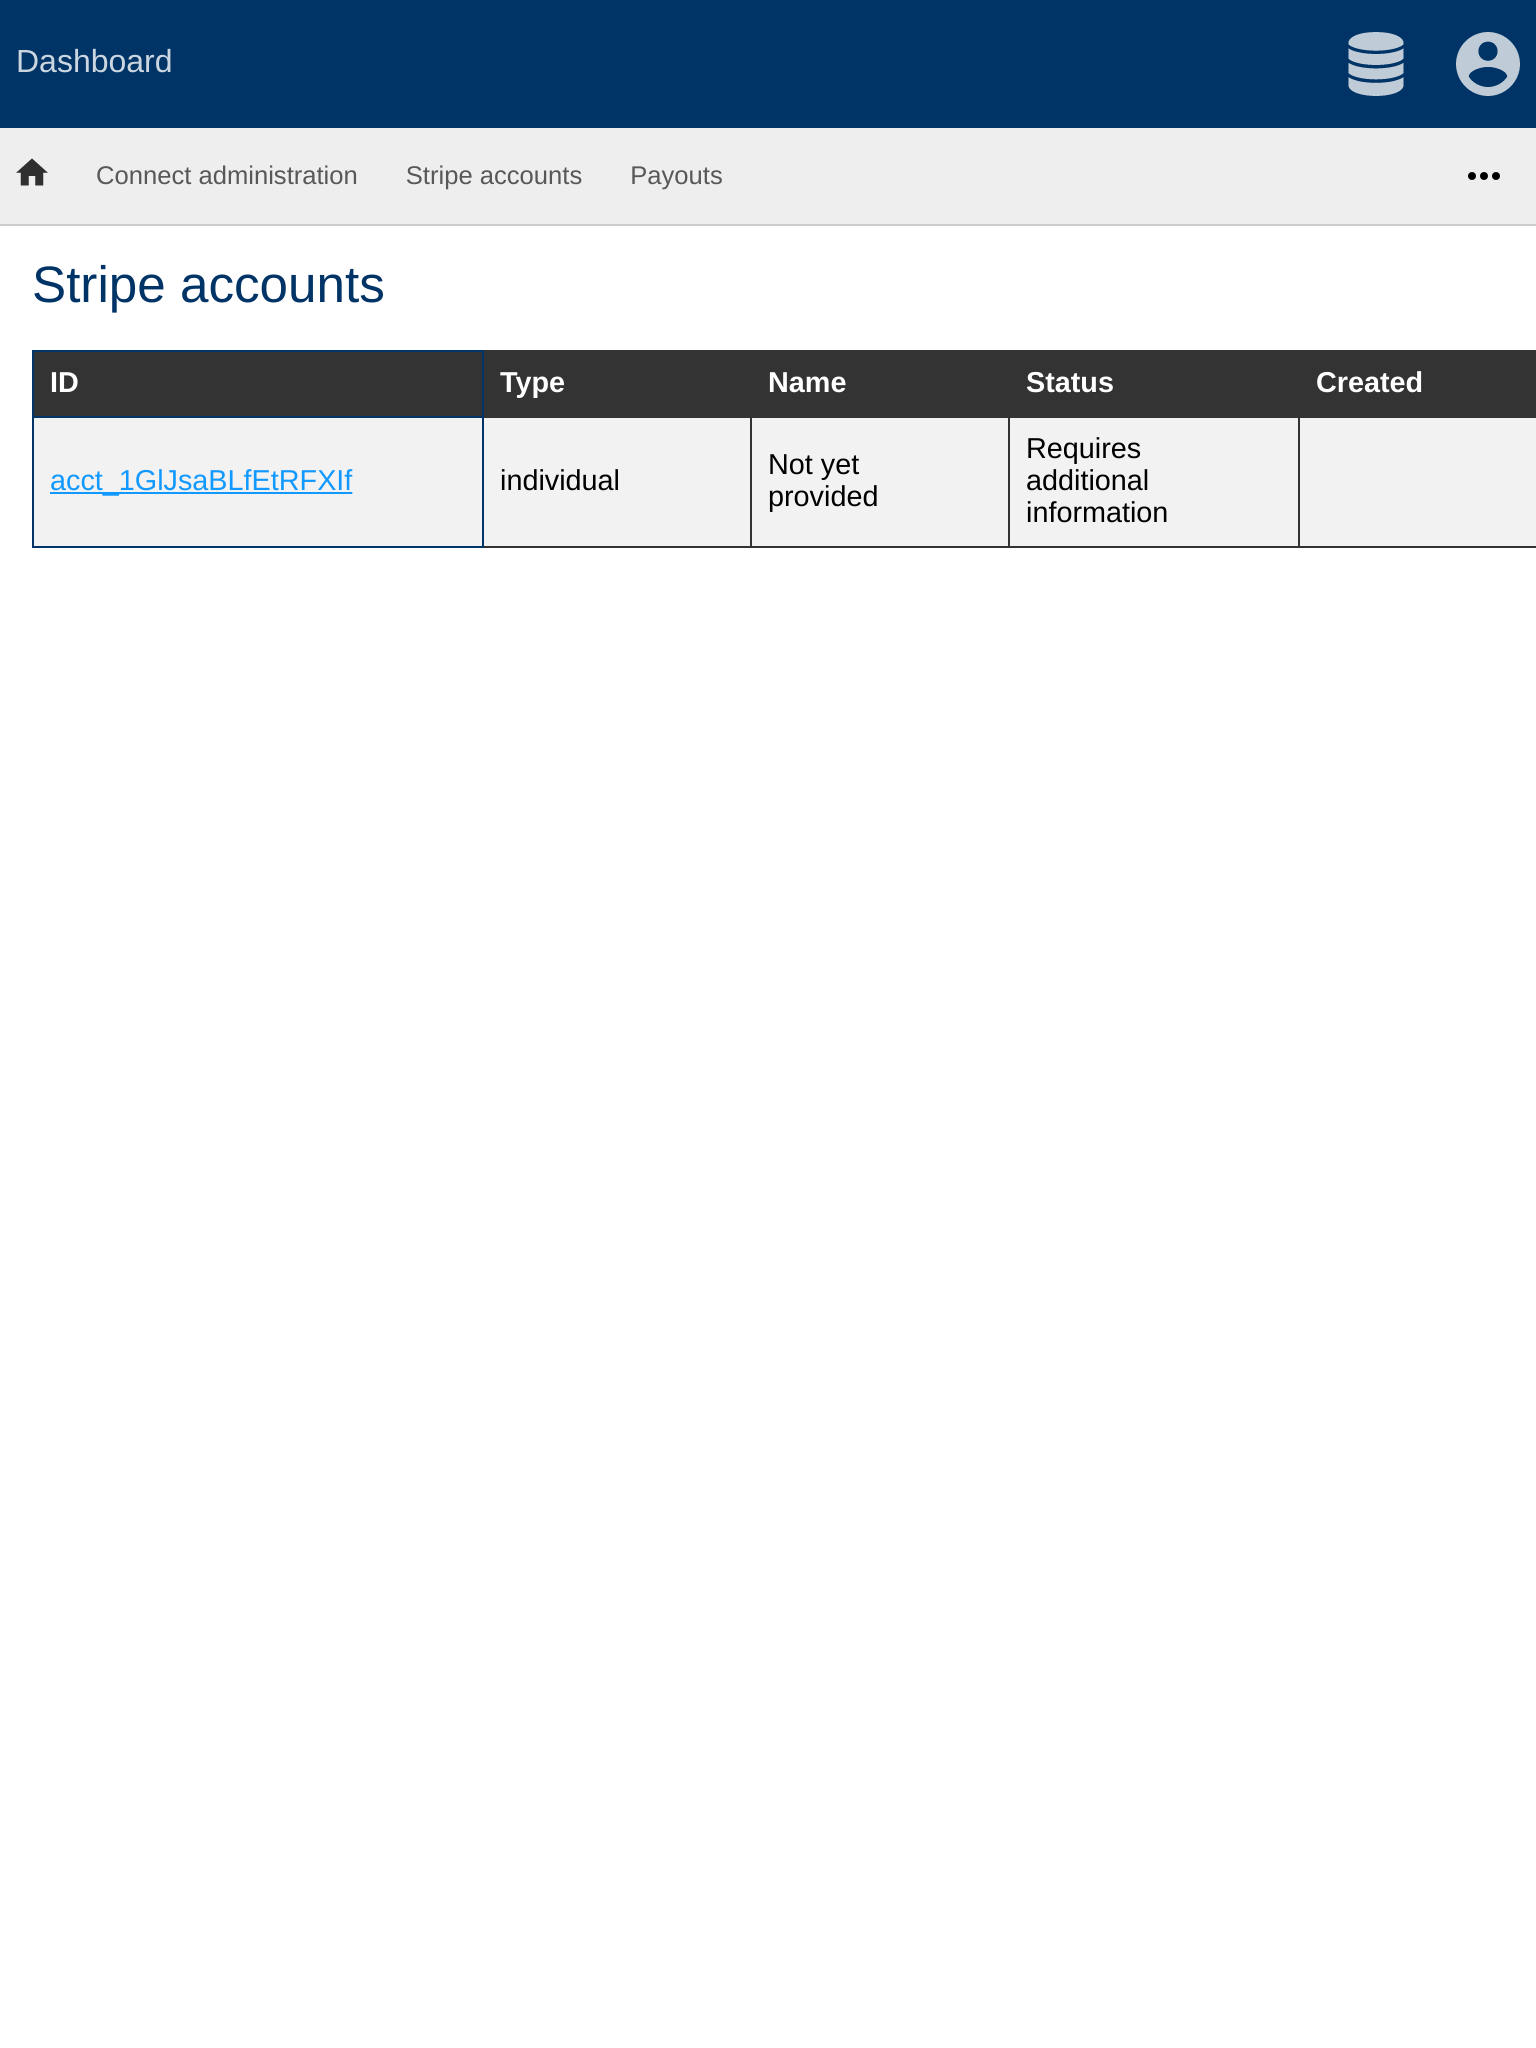 Dashboard
Connect administration Stripe accounts Payouts
Stripe accounts
ID Type Name Status Created
acct_1GlJsaBLfEtRFXIf individual Not yet provided Requires additional information